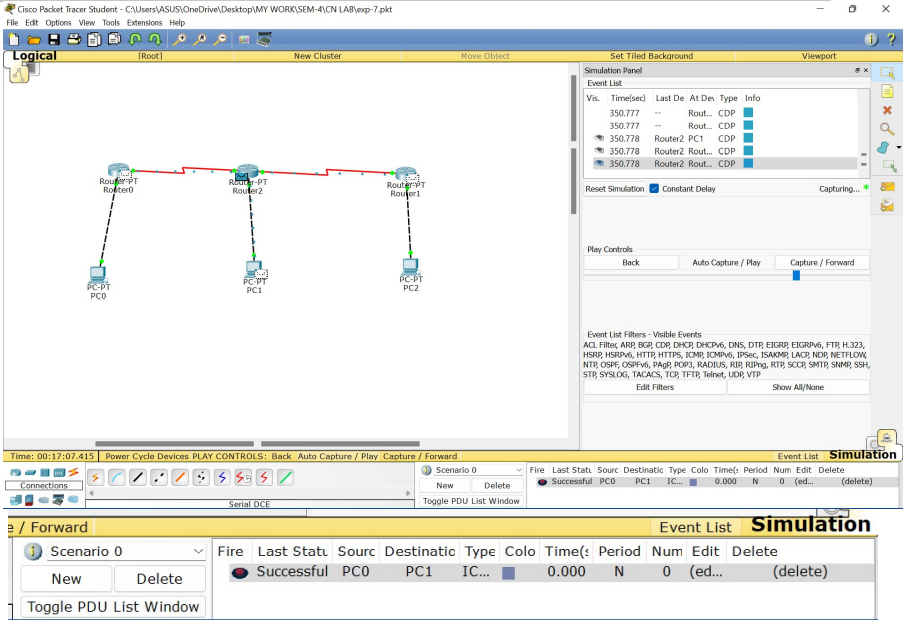 Cisco Packet Tracer Student - C:\Users\ASUS\OneDrive\Desktop\MY WORK\SEM-4\CN LAB\exp-7.pkt
File Edit Options View Tools Extensions Help
Logical [Root] New Cluster Move Object Set Tiled Background Viewport
Simulation Panel
Event List
Vis. Time(sec) Last De At Dev Type Info
350.777 -- Rout... CDP
350.777 -- Rout... CDP
350.778 Router2 PC1 CDP
350.778 Router2 Rout... CDP
350.778 Router2 Rout... CDP
Reset Simulation Constant Delay Capturing... *
Play Controls
Back Auto Capture / Play Capture / Forward
Event List Filters - Visible Events
ACL Filter, ARP, BGP, CDP, DHCP, DHCPv6, DNS, DTP, EIGRP, EIGRPv6, FTP, H.323,
HSRP, HSRPv6, HTTP, HTTPS, ICMP, ICMPv6, IPSec, ISAKMP, LACP, NDP, NETFLOW,
NTP, OSPF, OSPFv6, PAgP, POP3, RADIUS, RIP, RIPng, RTP, SCCP, SMTP, SNMP, SSH,
STP, SYSLOG, TACACS, TCP, TFTP, Telnet, UDP, VTP
Edit Filters Show All/None
Router-PT
Router0
Router-PT
Router2
Router-PT
Router1
PC-PT
PC0
PC-PT
PC1
PC-PT
PC2
Time: 00:17:07.415 Power Cycle Devices PLAY CONTROLS: Back Auto Capture / Play Capture / Forward Event List Simulation
Connections
Serial DCE
Scenario 0
New Delete
Toggle PDU List Window
Fire Last Statu Sourc Destinatic Type Colo Time(s Period Num Edit Delete
Successful PC0 PC1 IC... 0.000 N 0 (ed... (delete)
e / Forward Event List Simulation
Scenario 0
New Delete
Toggle PDU List Window
Fire Last Statu Sourc Destinatic Type Colo Time(s Period Num Edit Delete
Successful PC0 PC1 IC... 0.000 N 0 (ed... (delete)